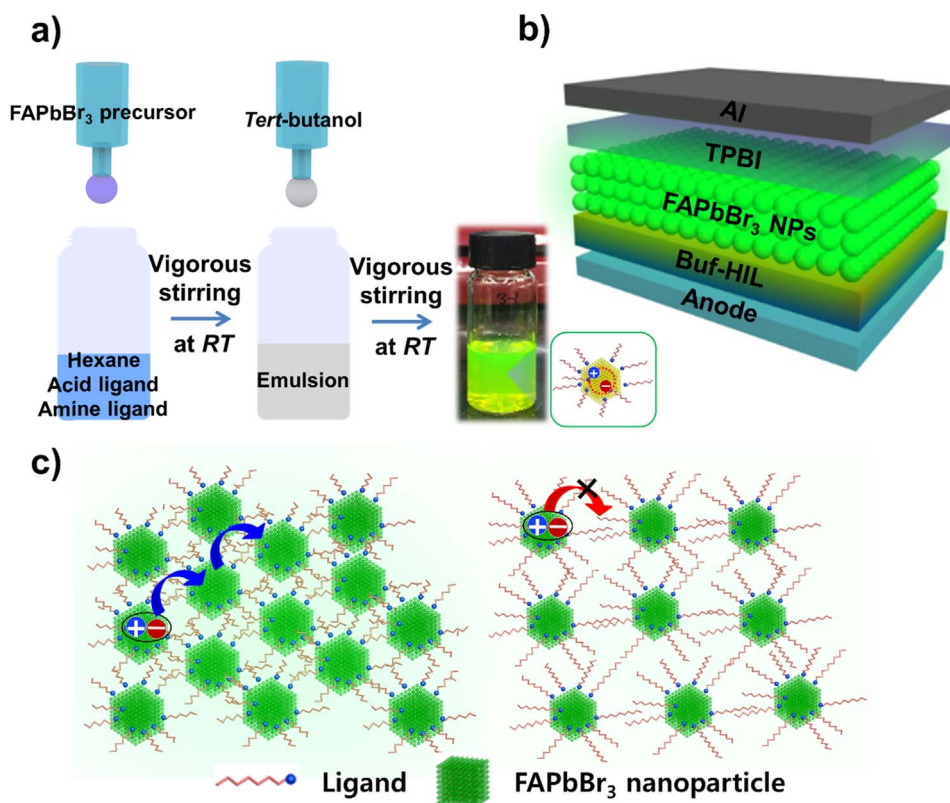 a)
FAPbBr₃ precursor
Tert-butanol
Vigorous
stirring
at RT
Vigorous
stirring
at RT
Hexane
Acid ligand
Amine ligand
Emulsion
+
−
b)
Al
TPBI
FAPbBr₃ NPs
Buf-HIL
Anode
c)
+ −
+ −
Ligand
FAPbBr₃ nanoparticle